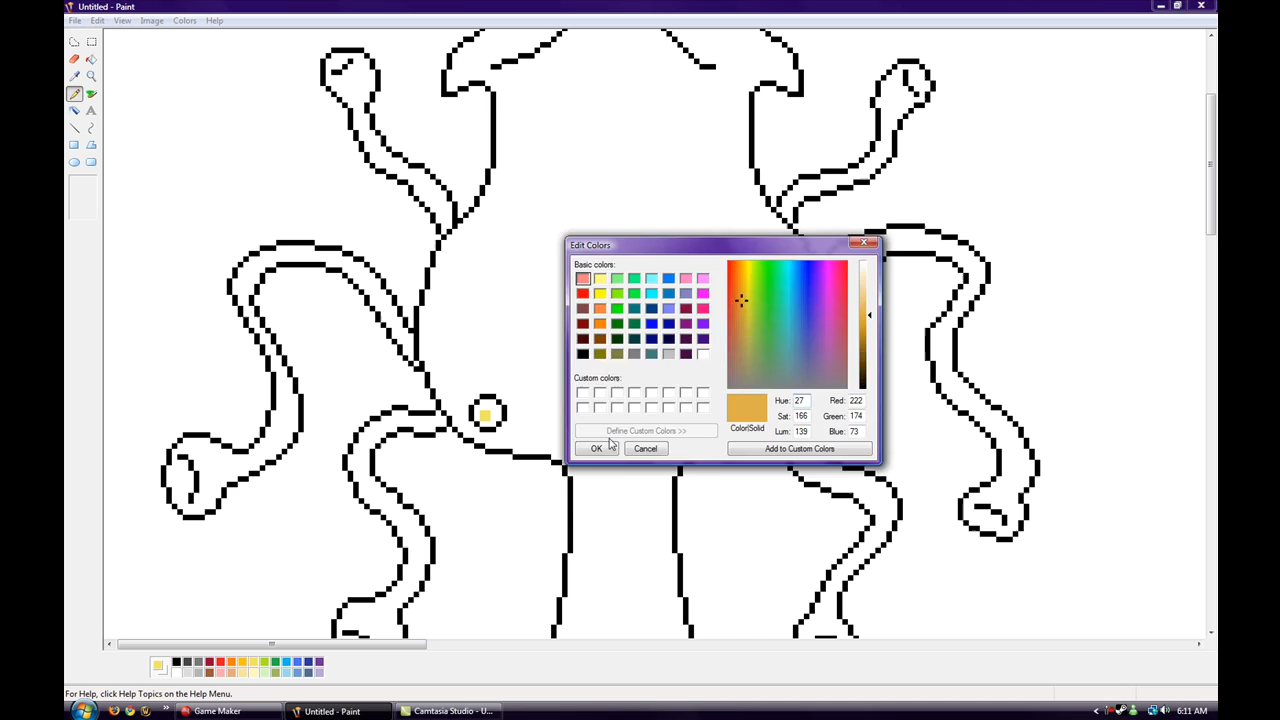 Untitled - Paint
File Edit View Image Colors Help
Edit Colors
Basic colors:
Custom colors:
Hue: 27 Red: 222
Sat: 166 Green: 174
Color|Solid Lum: 139 Blue: 73
Define Custom Colors >>
OK Cancel Add to Custom Colors
For Help, click Help Topics on the Help Menu.
Game Maker Untitled - Paint Camtasia Studio - U... 6:11 AM